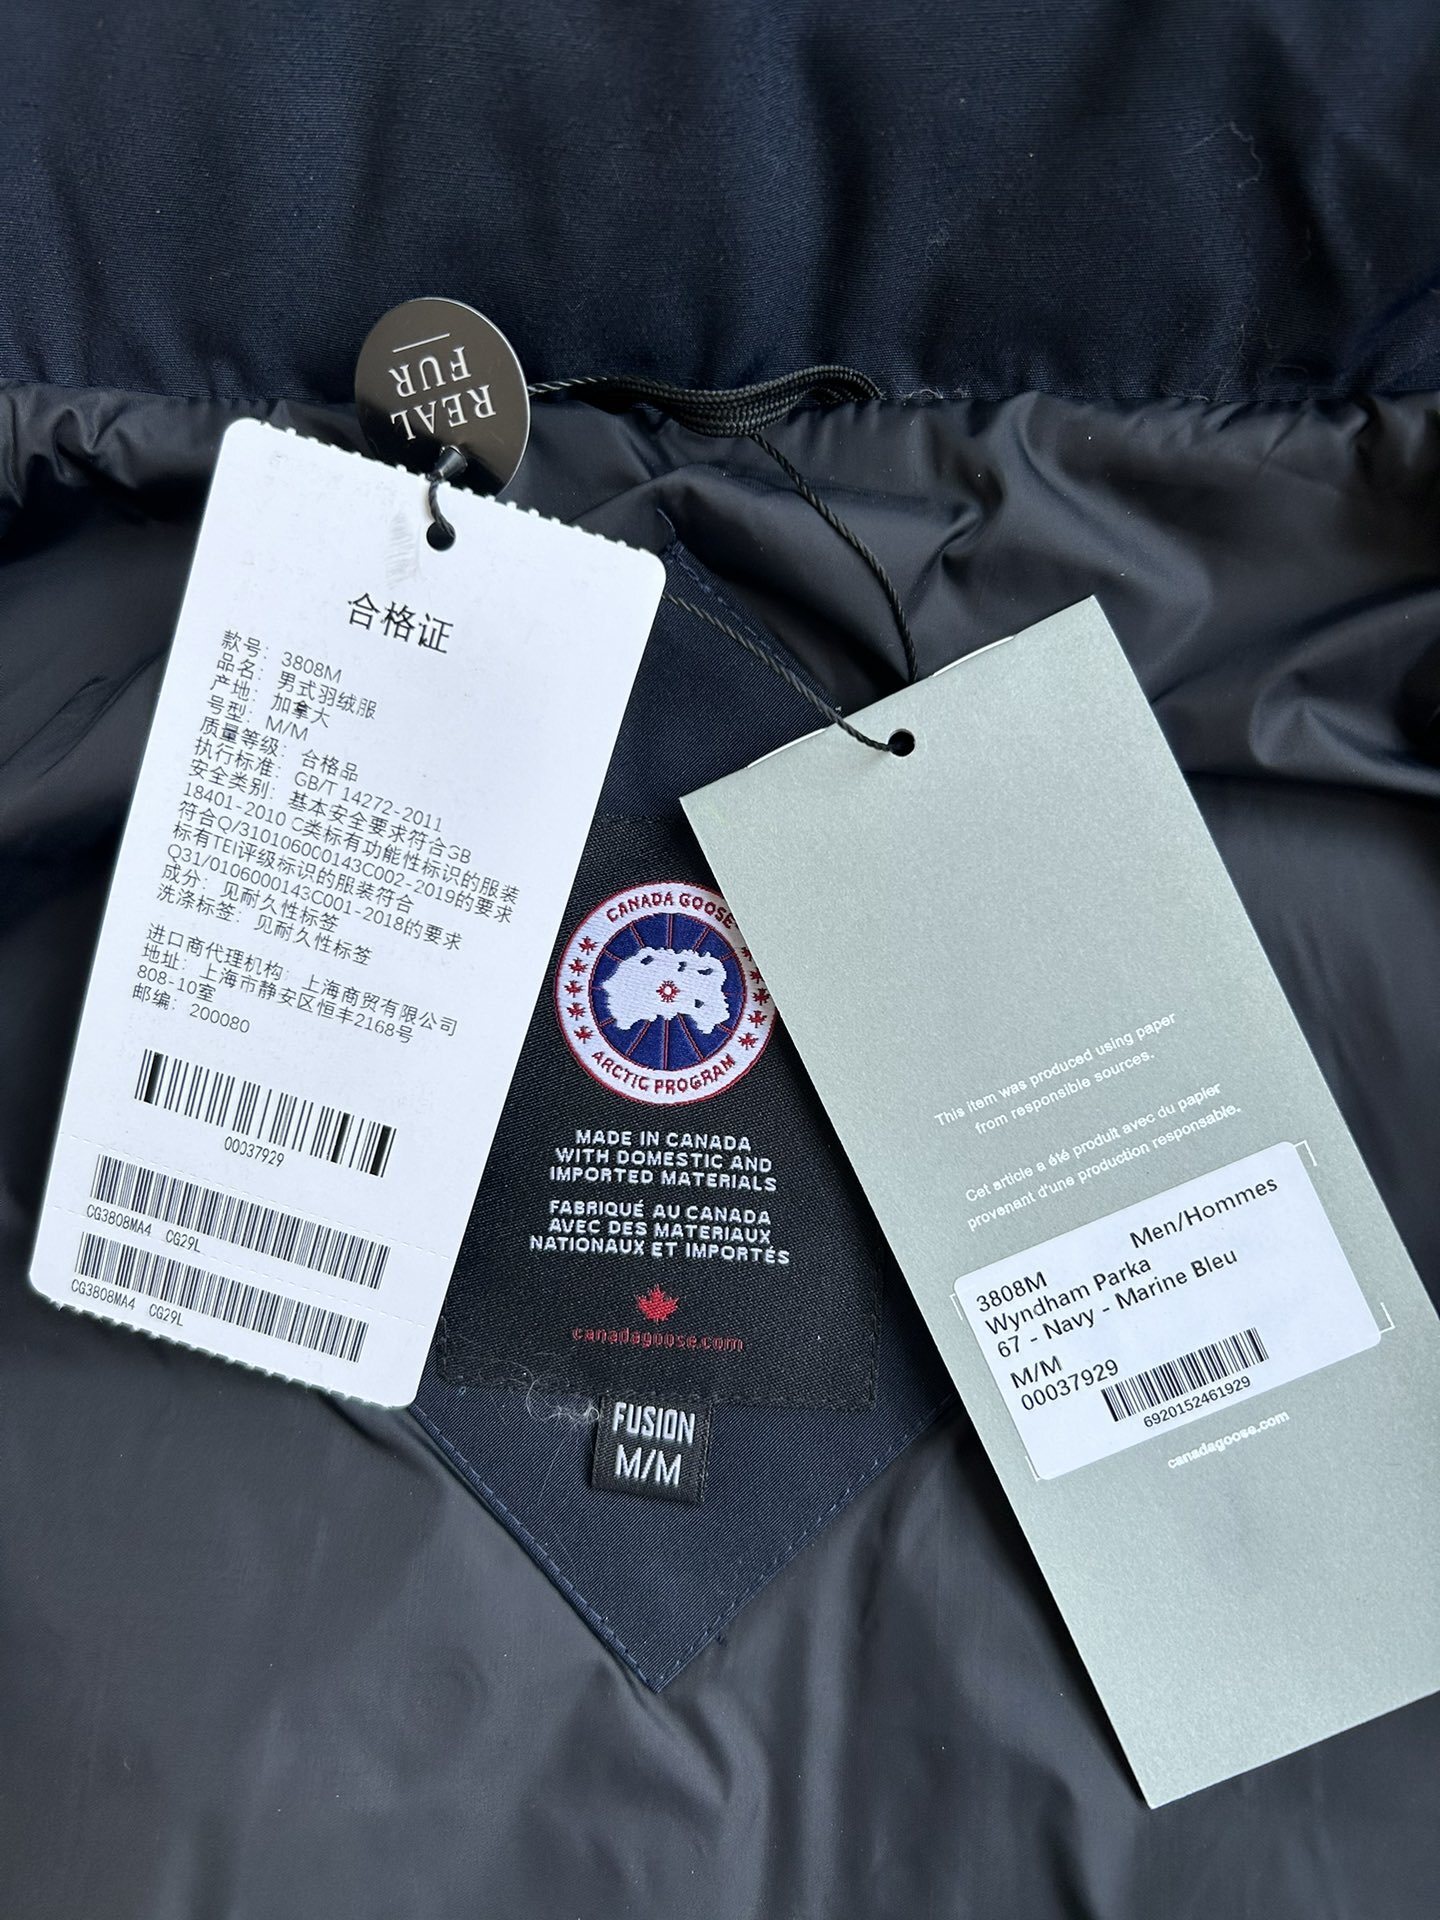 REAL
FUR
合格证
款号: 3808M
品名: 男式羽绒服
产地: 加拿大
号型: M/M
质量等级: 合格品
执行标准: GB/T 14272-2011
安全类别: 基本安全要求符合GB
18401-2010 C类标有功能性标识的服装
符合Q/310106000143C002-2019的要求
标有TEI评级标识的服装符合
Q31/0106000143C001-2018的要求
成分: 见耐久性标签
洗涤标签: 见耐久性标签
进口商代理机构: 上海商贸有限公司
地址: 上海市静安区恒丰2168号
808-10室
邮编: 200080
00037929
CG3808MA4 CG29L
CG3808MA4 CG29L
CANADA GOOSE
ARCTIC PROGRAM
MADE IN CANADA
WITH DOMESTIC AND
IMPORTED MATERIALS
FABRIQUÉ AU CANADA
AVEC DES MATERIAUX
NATIONAUX ET IMPORTÉS
canadagoose.com
FUSION
M/M
This item was produced using paper
from responsible sources.
Cet article a été produit avec du papier
provenant d'une production responsable.
Men/Hommes
3808M
Wyndham Parka
67 - Navy - Marine Bleu
M/M
00037929
6920152461929
canadagoose.com